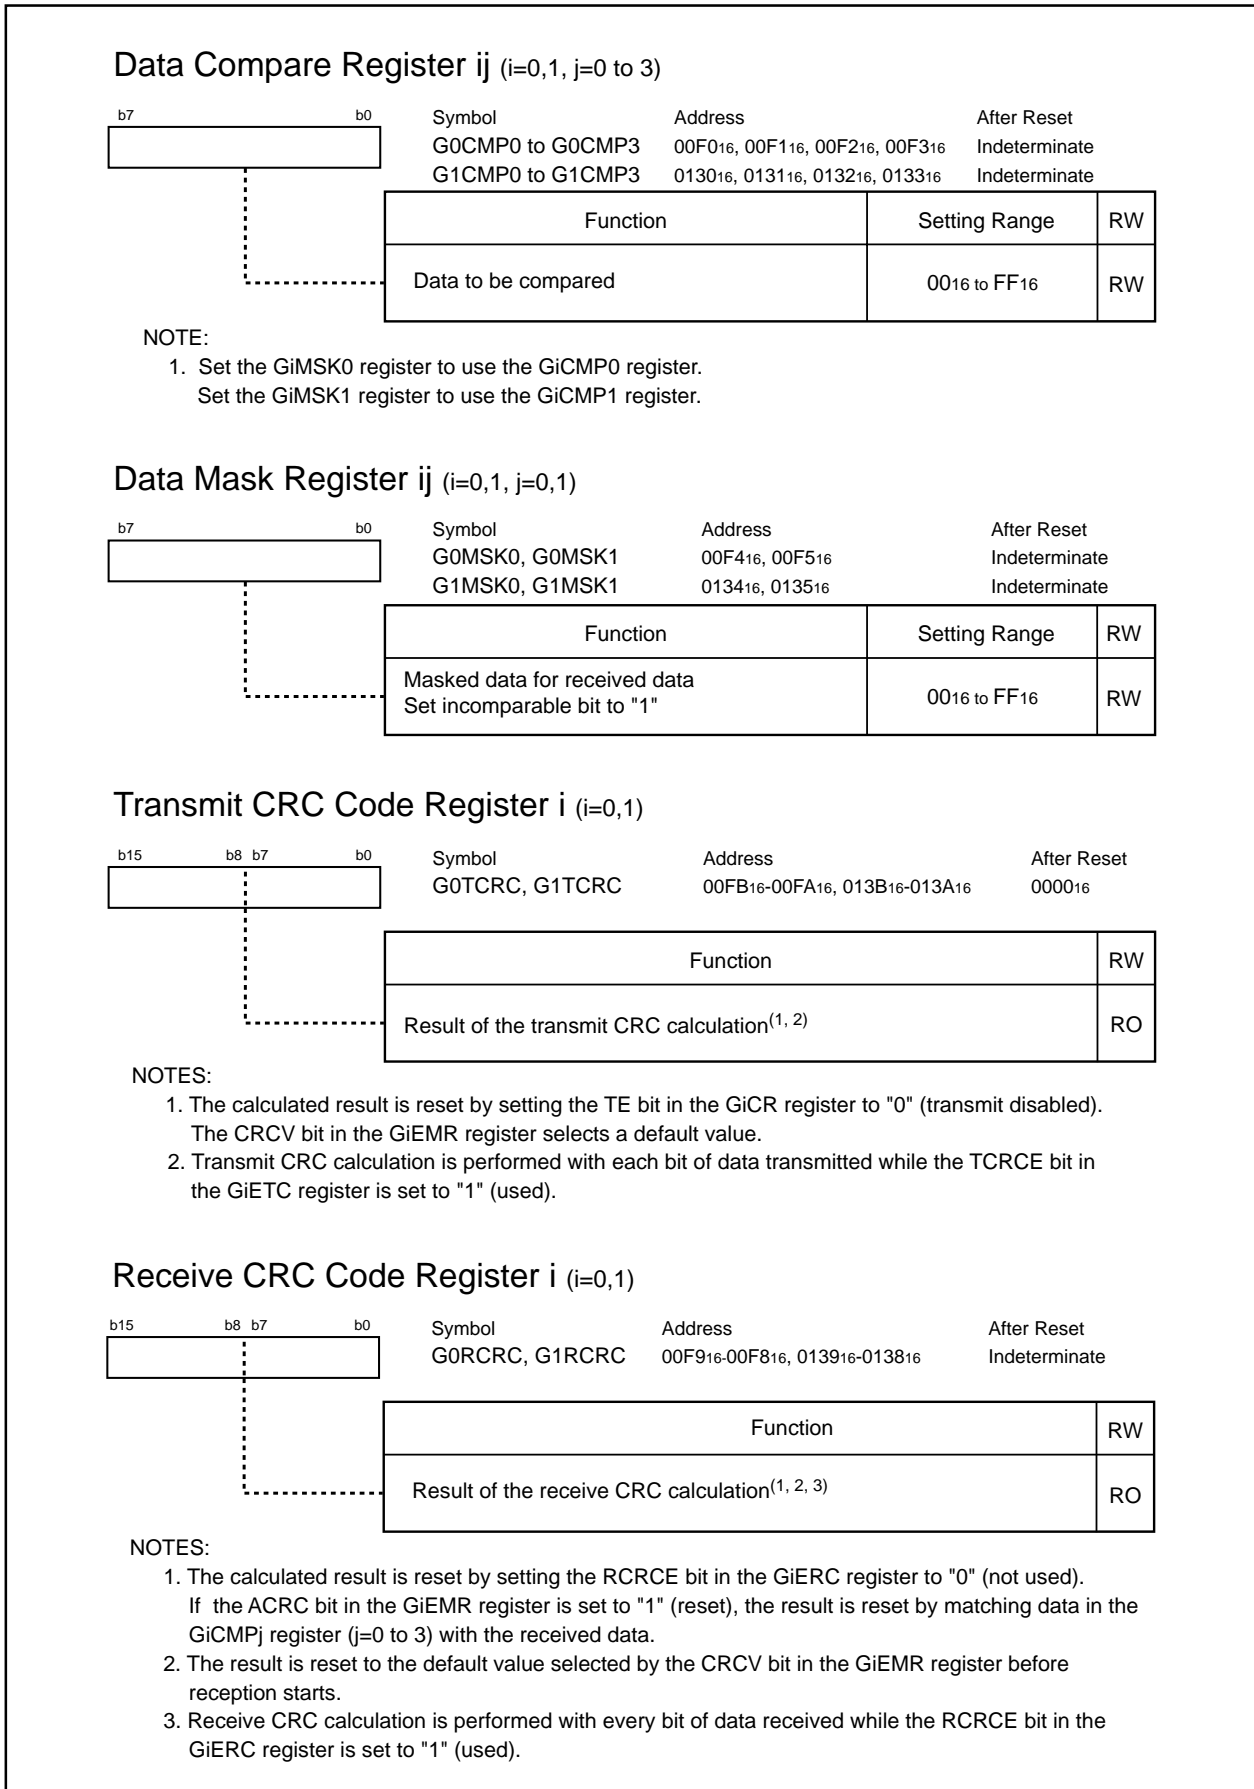 Data Compare Register ij (i=0,1, j=0 to 3)
b7 b0 Symbol Address After Reset
G0CMP0 to G0CMP3 00F016, 00F116, 00F216, 00F316 Indeterminate
G1CMP0 to G1CMP3 013016, 013116, 013216, 013316 Indeterminate
Function Setting Range RW
Data to be compared 0016 to FF16 RW
NOTE:
1. Set the GiMSK0 register to use the GiCMP0 register.
Set the GiMSK1 register to use the GiCMP1 register.
Data Mask Register ij (i=0,1, j=0,1)
b7 b0 Symbol Address After Reset
G0MSK0, G0MSK1 00F416, 00F516 Indeterminate
G1MSK0, G1MSK1 013416, 013516 Indeterminate
Function Setting Range RW
Masked data for received data
Set incomparable bit to "1" 0016 to FF16 RW
Transmit CRC Code Register i (i=0,1)
b15 b8 b7 b0 Symbol Address After Reset
G0TCRC, G1TCRC 00FB16-00FA16, 013B16-013A16 000016
Function RW
Result of the transmit CRC calculation(1, 2) RO
NOTES:
1. The calculated result is reset by setting the TE bit in the GiCR register to "0" (transmit disabled).
The CRCV bit in the GiEMR register selects a default value.
2. Transmit CRC calculation is performed with each bit of data transmitted while the TCRCE bit in
the GiETC register is set to "1" (used).
Receive CRC Code Register i (i=0,1)
b15 b8 b7 b0 Symbol Address After Reset
G0RCRC, G1RCRC 00F916-00F816, 013916-013816 Indeterminate
Function RW
Result of the receive CRC calculation(1, 2, 3) RO
NOTES:
1. The calculated result is reset by setting the RCRCE bit in the GiERC register to "0" (not used).
If the ACRC bit in the GiEMR register is set to "1" (reset), the result is reset by matching data in the
GiCMPj register (j=0 to 3) with the received data.
2. The result is reset to the default value selected by the CRCV bit in the GiEMR register before
reception starts.
3. Receive CRC calculation is performed with every bit of data received while the RCRCE bit in the
GiERC register is set to "1" (used).